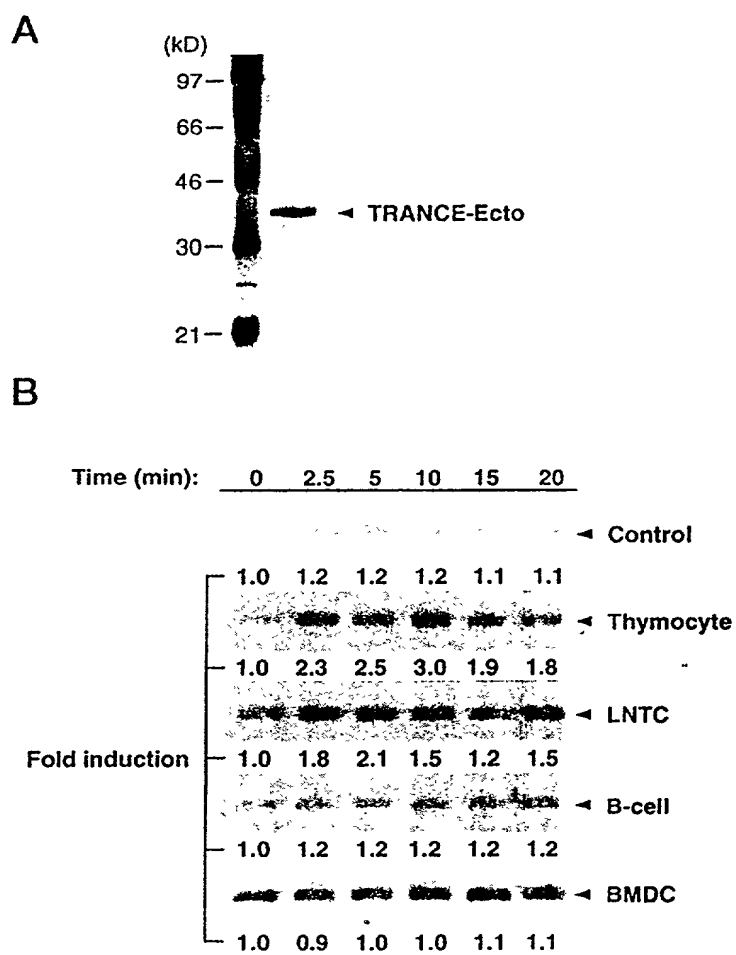 A
(kD)
97
66
46
TRANCE-Ecto
30
21
B
Time (min): 0 2.5 5 10 15 20
Control
1.0 1.2 1.2 1.2 1.1 1.1
Thymocyte
1.0 2.3 2.5 3.0 1.9 1.8
LNTC
Fold induction 1.0 1.8 2.1 1.5 1.2 1.5
B-cell
1.0 1.2 1.2 1.2 1.2 1.2
BMDC
1.0 0.9 1.0 1.0 1.1 1.1